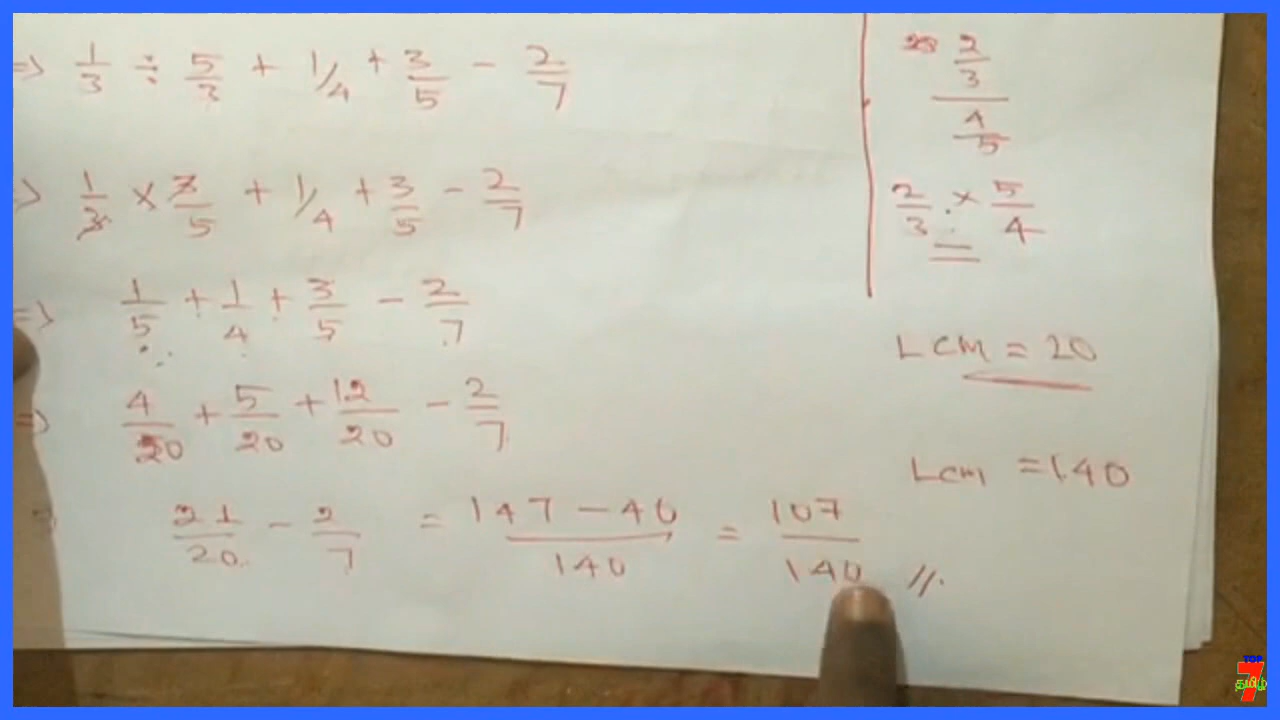 ⇒ 1/3 ÷ 5/3 + 1/4 + 3/5 - 2/7
⇒ 1/3 × 3/5 + 1/4 + 3/5 - 2/7
⇒ 1/5 + 1/4 + 3/5 - 2/7
⇒ 4/20 + 5/20 + 12/20 - 2/7
21/20 - 2/7 = 147 - 40/140 = 107/140 //.
2/3
4/5
2/3 × 5/4
LCM = 20
LCM = 140
TOP
7
தமிழ்